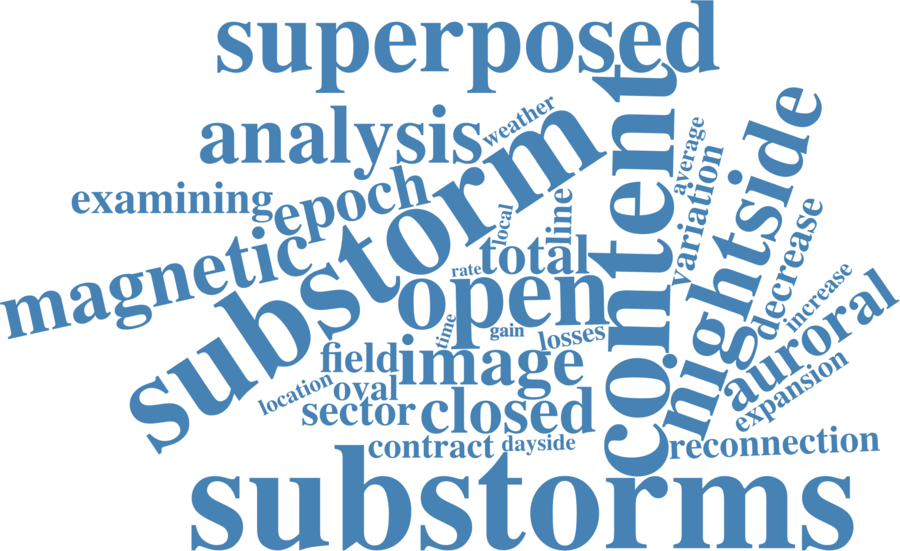 superposed
analysis
weather
content
nightside
average
variation
examining
epoch
substorm
magnetic
local
line
total
rate
open
decrease
increase
auroral
expansion
time
gain
losses
field
image
location
oval
sector
closed
contract
dayside
reconnection
substorms